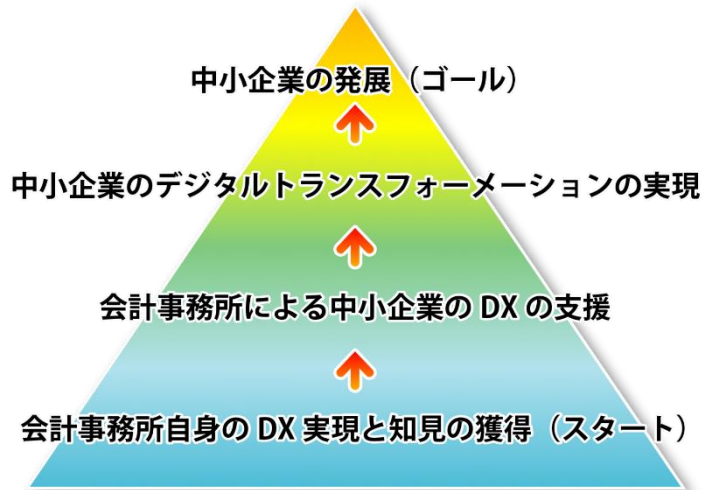 中小企業の発展（ゴール）
中小企業のデジタルトランスフォーメーションの実現
会計事務所による中小企業の DX の支援
会計事務所自身の DX 実現と知見の獲得（スタート）